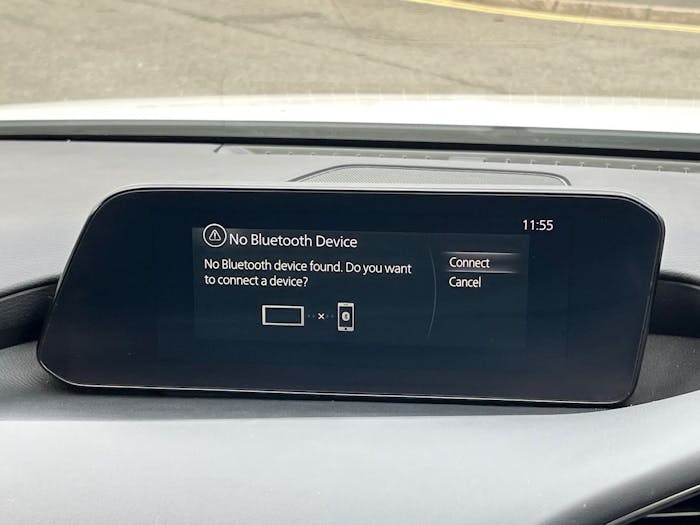 11:55
No Bluetooth Device
No Bluetooth device found. Do you want
to connect a device?
Connect
Cancel